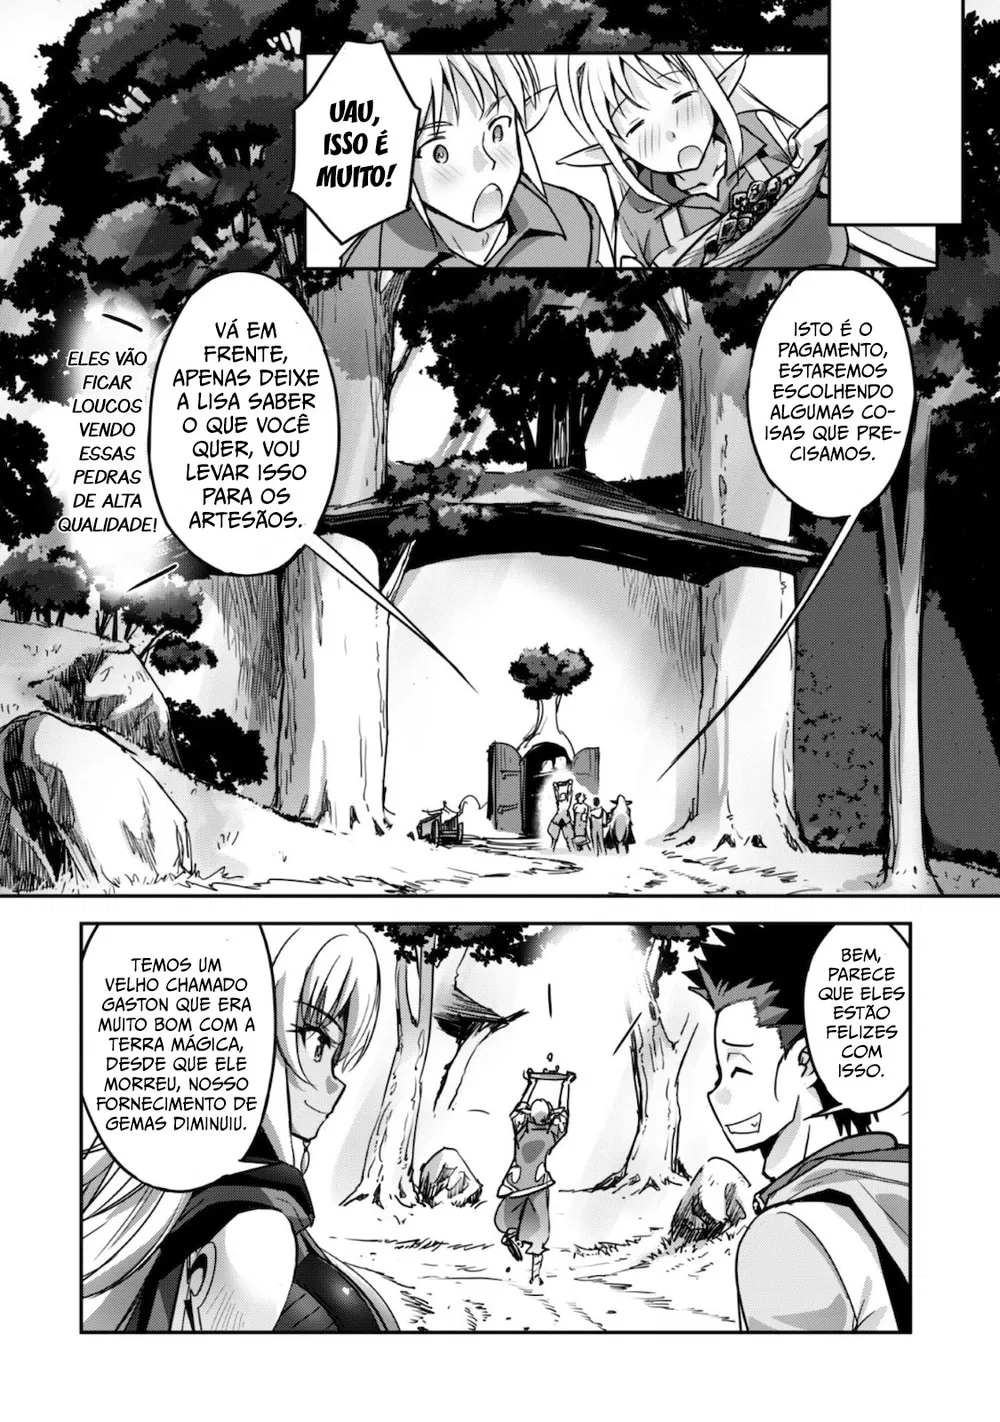 UAU,
ISSO É
MUITO!
ISTO É O
PAGAMENTO,
ESTAREMOS
ESCOLHENDO
ALGUMAS CO-
ISAS QUE PRE-
CISAMOS.
VÁ EM
FRENTE,
APENAS DEIXE
A LISA SABER
O QUE VOCÊ
QUER, VOU
LEVAR ISSO
PARA OS
ARTESÃOS.
ELES VÃO
FICAR
LOUCOS
VENDO
ESSAS
PEDRAS
DE ALTA
QUALIDADE!
BEM,
PARECE
QUE ELES
ESTÃO
FELIZES
COM
ISSO.
TEMOS UM
VELHO CHAMADO
GASTON QUE ERA
MUITO BOM COM A
TERRA MÁGICA,
DESDE QUE ELE
MORREU, NOSSO
FORNECIMENTO DE
GEMAS DIMINUIU.